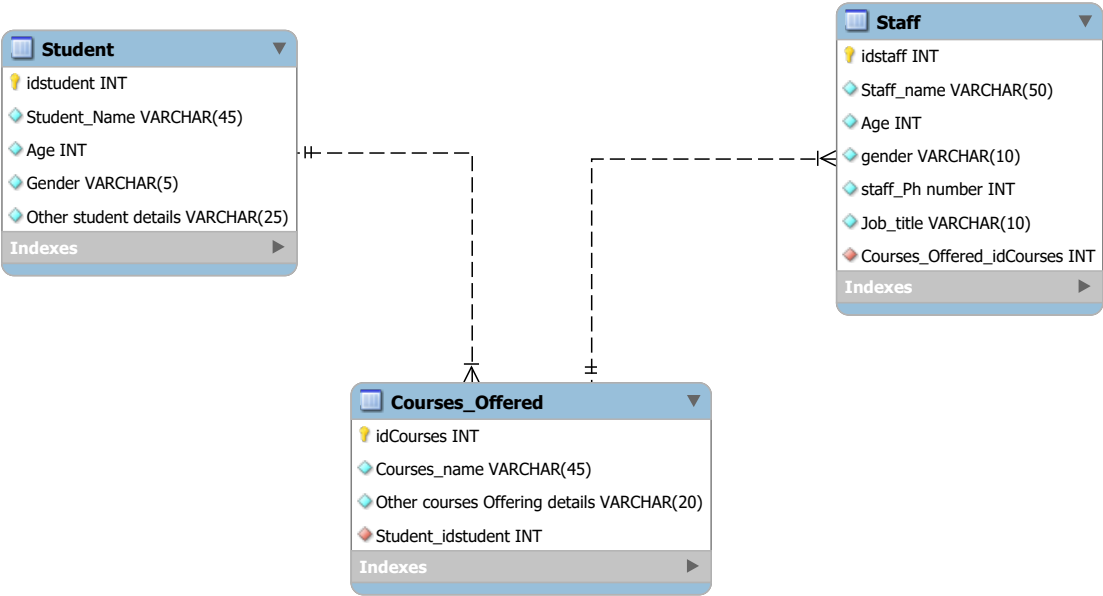 Student
idstudent INT
Student_Name VARCHAR(45)
Age INT
Gender VARCHAR(5)
Other student details VARCHAR(25)
Indexes
Staff
idstaff INT
Staff_name VARCHAR(50)
Age INT
gender VARCHAR(10)
staff_Ph number INT
Job_title VARCHAR(10)
Courses_Offered_idCourses INT
Indexes
Courses_Offered
idCourses INT
Courses_name VARCHAR(45)
Other courses Offering details VARCHAR(20)
Student_idstudent INT
Indexes